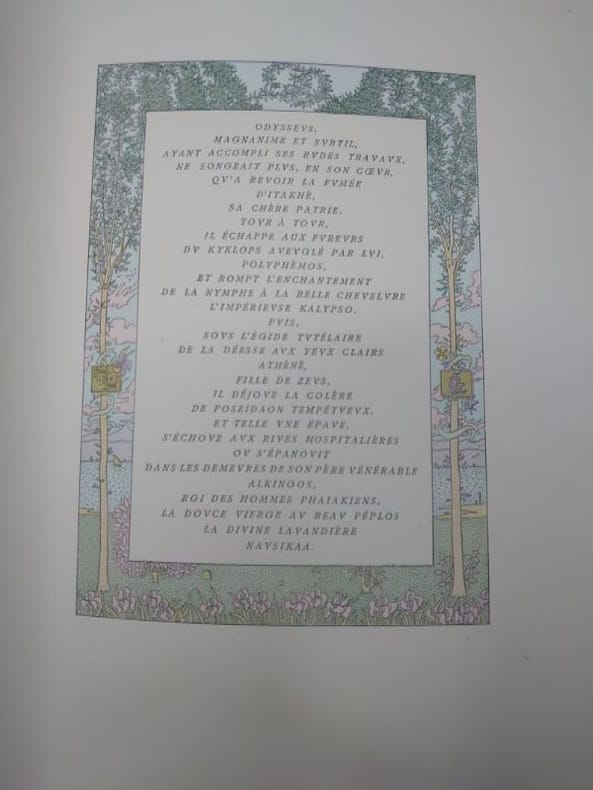 ODYSSEVS,
MAGNANIME ET SVBTIL,
AYANT ACCOMPLI SES RVDES TRAVAVX,
NE SONGEAIT PLVS, EN SON CŒVR,
QV'A REVOIR LA FVMÉE
D'ITAKHÈ,
SA CHÈRE PATRIE.
TOVR À TOVR,
IL ÉCHAPPE AUX FVREVRS
DV KYKLOPS AVEVGLÉ PAR LVI,
POLYPHÈMOS,
ET ROMPT L'ENCHANTEMENT
DE LA NYMPHE À LA BELLE CHEVELVRE
L'IMPÉRIEVSE KALYPSO.
PVIS,
SOVS L'ÉGIDE TVTÉLAIRE
DE LA DÉESSE AVX YEVX CLAIRS
ATHÈNÈ,
FILLE DE ZEVS,
IL DÉJOVE LA COLÈRE
DE POSEIDAON TEMPÉTVEVX.
ET TELLE VNE ÉPAVE,
S'ÉCHOVE AVX RIVES HOSPITALIÈRES
OV S'ÉPANOVIT
DANS LES DEMEVRES DE SON PÈRE VÉNÉRABLE
ALKINOOS,
ROI DES HOMMES PHAIAKIENS,
LA DOVCE VIERGE AV BEAV PÉPLOS
LA DIVINE LAVANDIÈRE
NAVSIKAA.